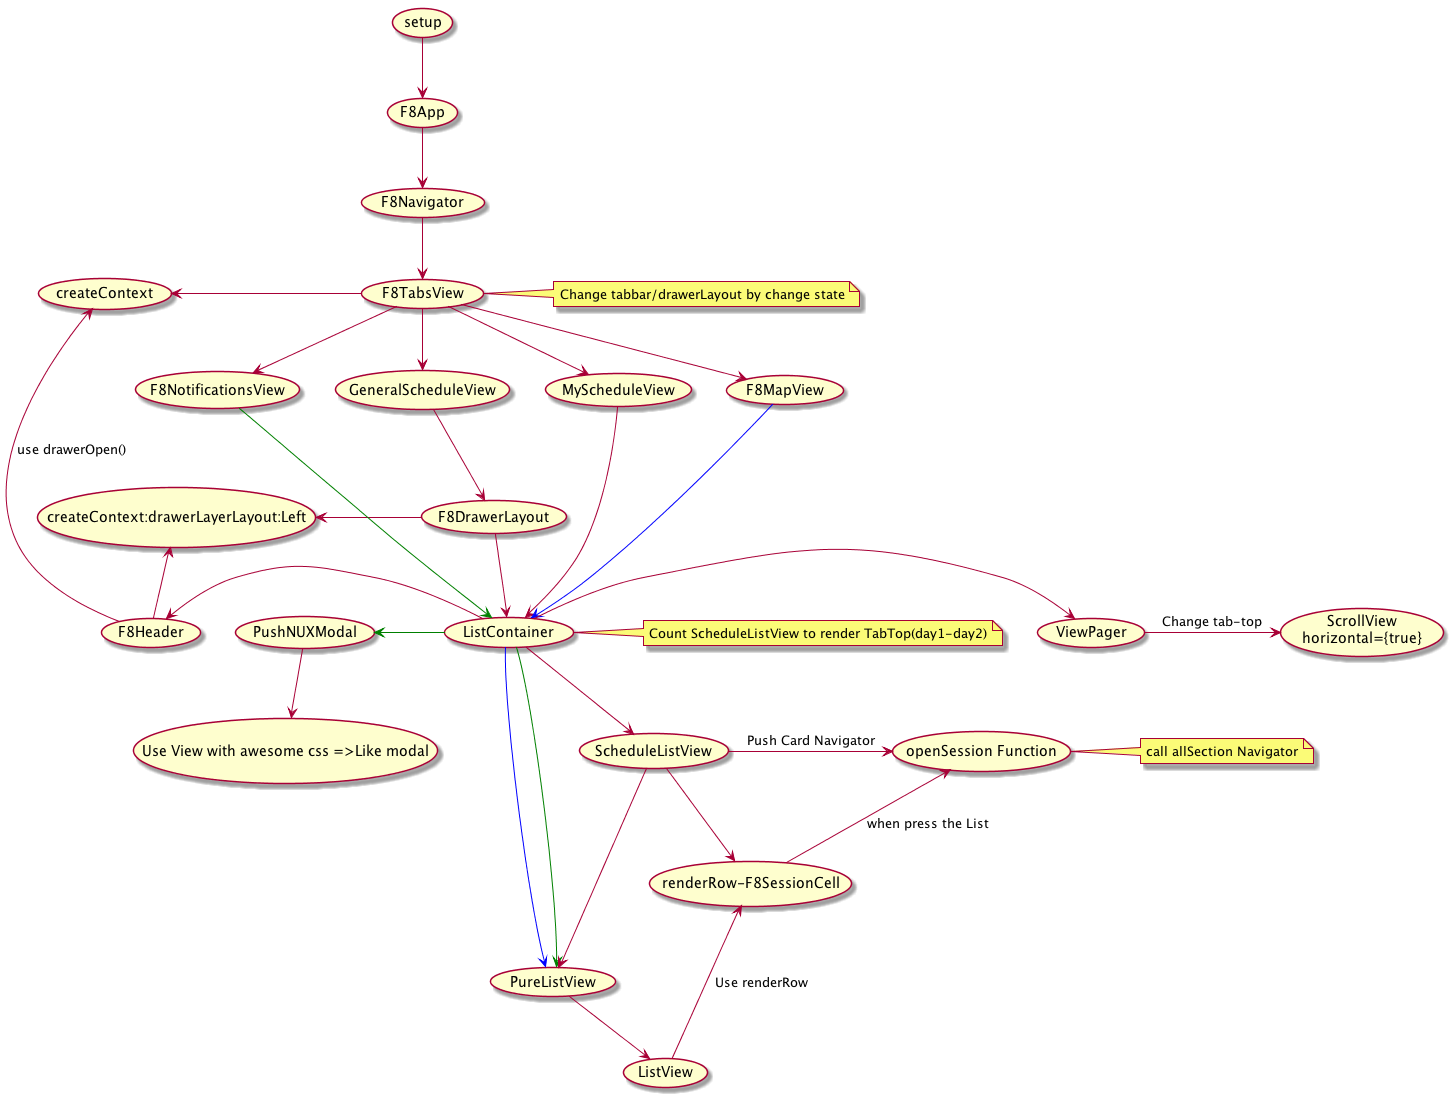 setup
F8App
F8Navigator
createContext
F8TabsView
Change tabbar/drawerLayout by change state
F8NotificationsView
GeneralScheduleView
MyScheduleView
F8MapView
use drawerOpen()
createContext:drawerLayerLayout:Left
F8DrawerLayout
F8Header
PushNUXModal
ListContainer
Count ScheduleListView to render TabTop(day1-day2)
ViewPager
Change tab-top
ScrollView
horizontal={true}
Use View with awesome css =>Like modal
ScheduleListView
Push Card Navigator
openSession Function
call allSection Navigator
when press the List
renderRow-F8SessionCell
PureListView
Use renderRow
ListView